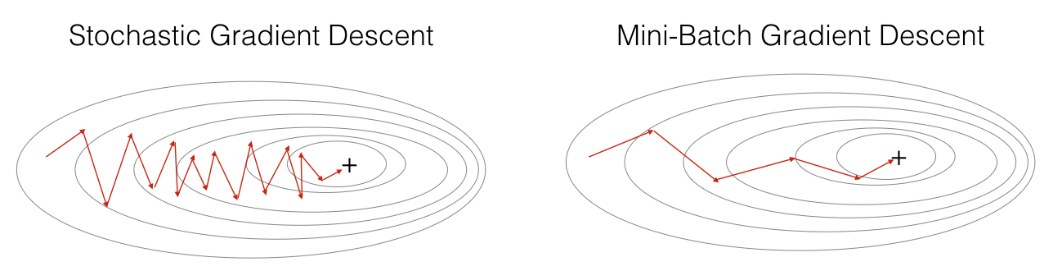 Stochastic Gradient Descent
Mini-Batch Gradient Descent